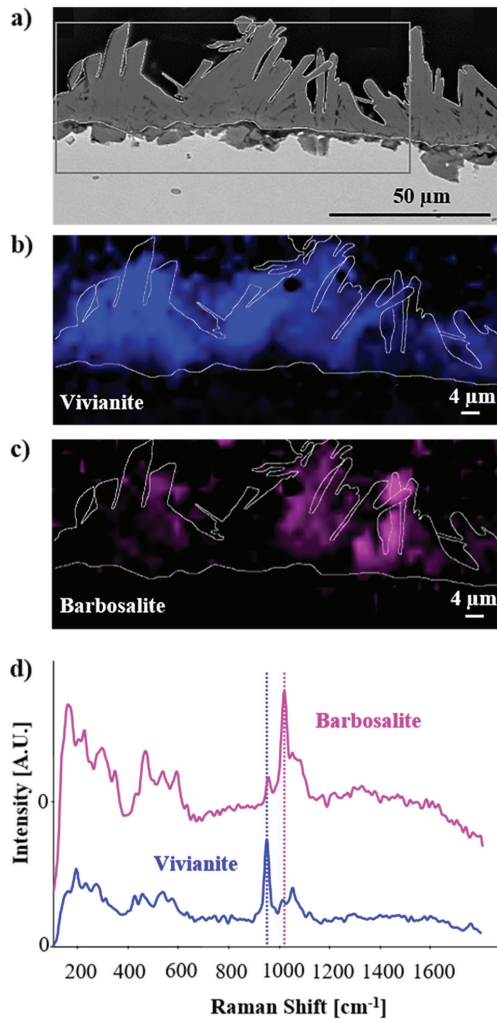 a)
50 µm
b)
Vivianite
4 µm
c)
Barbosalite
4 µm
d)
Barbosalite
Vivianite
Intensity [A.U.]
0
0
200 400 600 800 1000 1200 1400 1600
Raman Shift [cm⁻¹]